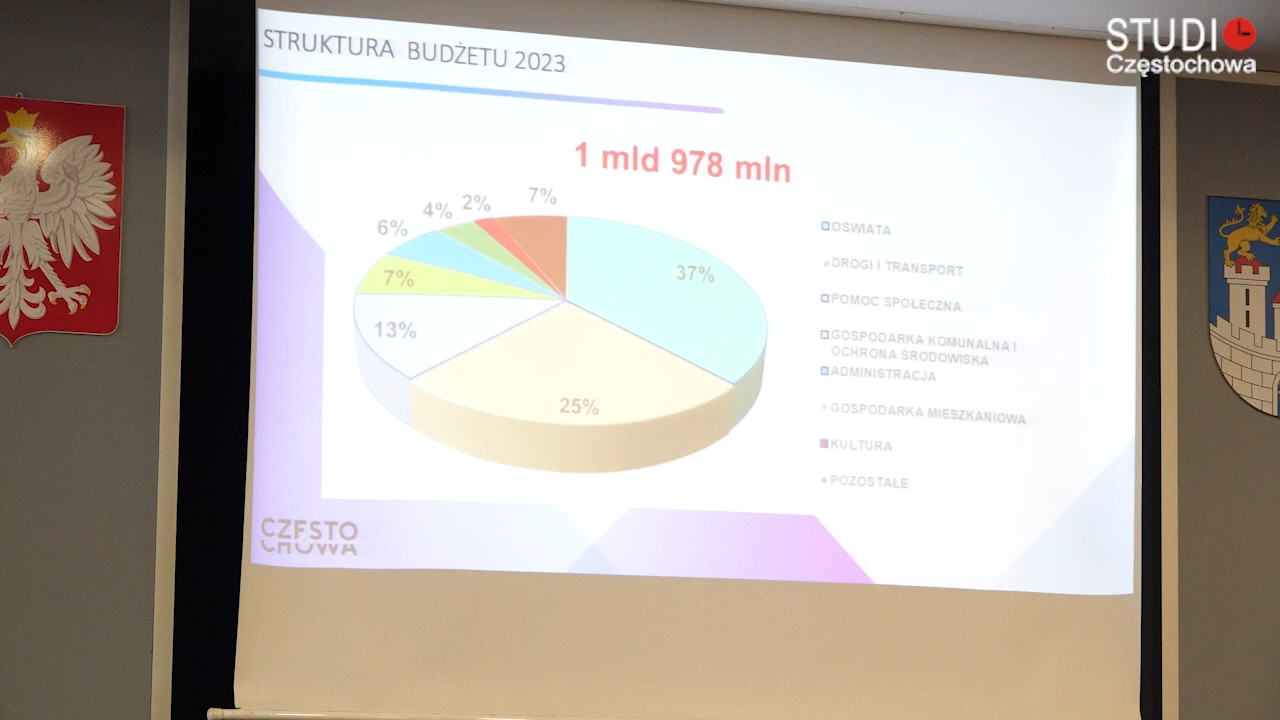 STUDIO
Częstochowa
STRUKTURA BUDŻETU 2023
1 mld 978 mln
7%
2%
4%
6%
7%
13%
25%
37%
OŚWIATA
DROGI I TRANSPORT
POMOC SPOŁECZNA
GOSPODARKA KOMUNALNA I
OCHRONA ŚRODOWISKA
ADMINISTRACJA
GOSPODARKA MIESZKANIOWA
KULTURA
POZOSTAŁE
CZĘSTO
CHOWA